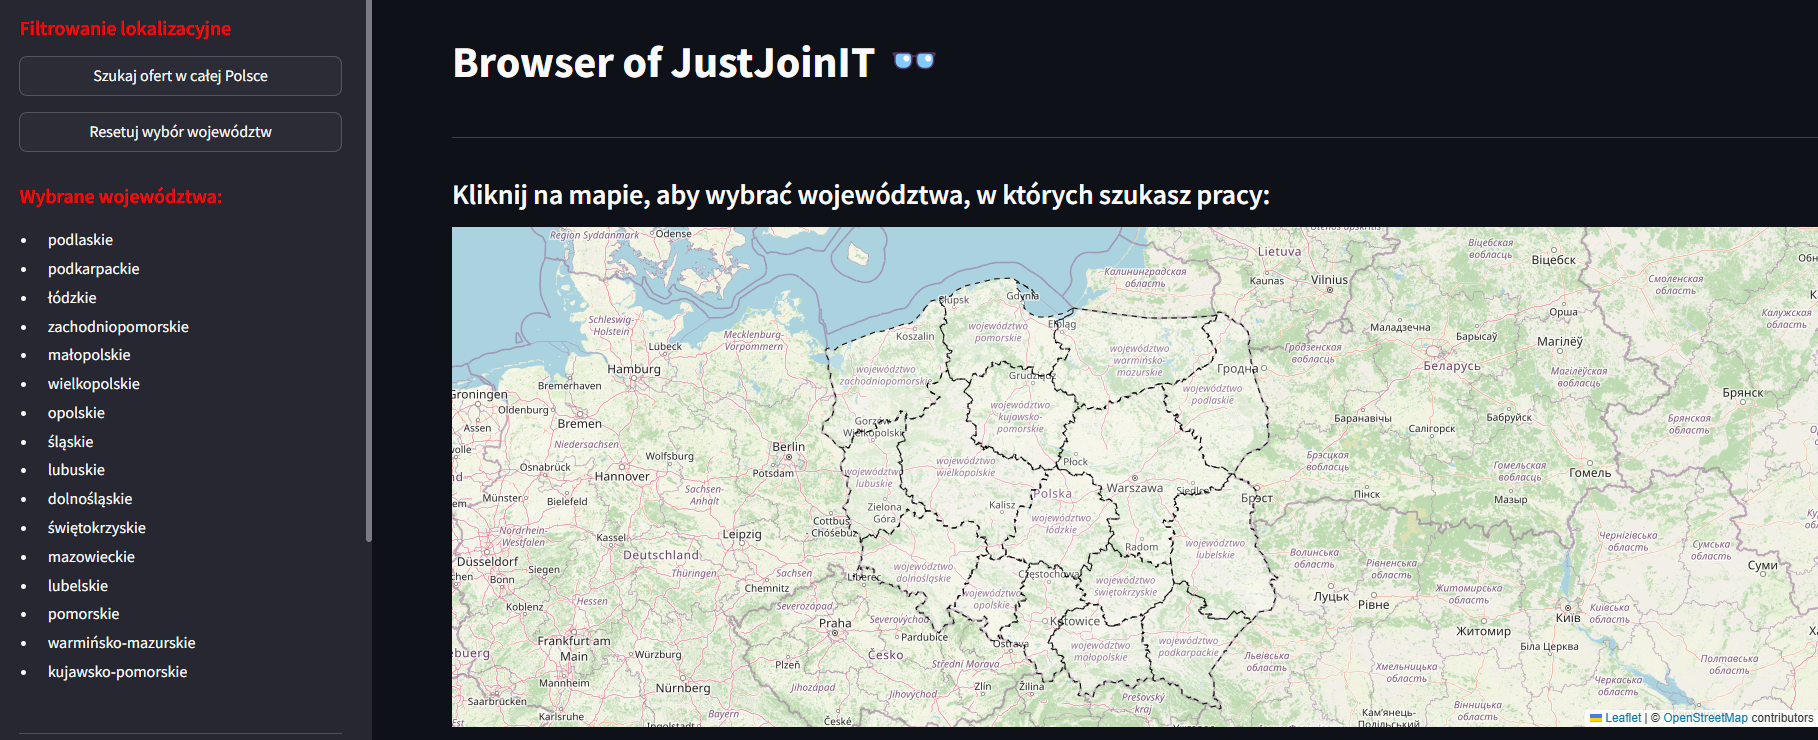 Filtrowanie lokalizacyjne
Szukaj ofert w całej Polsce
Resetuj wybór województw
Wybrane województwa:
podlaskie
podkarpackie
łódzkie
zachodniopomorskie
małopolskie
wielkopolskie
opolskie
śląskie
lubuskie
dolnośląskie
świętokrzyskie
mazowieckie
lubelskie
pomorskie
warmińsko-mazurskie
kujawsko-pomorskie
Browser of JustJoinIT
Kliknij na mapie, aby wybrać województwa, w których szukasz pracy:
Region Syddanmark
Odense
Schleswig-
Holstein
Lübeck
Mecklenburg-
Vorpommern
Hamburg
Bremerhaven
Groningen
Oldenburg
Assen
Bremen
Niedersachsen
Berlin
Wolfsburg
Osnabrück
Hannover
Potsdam
Sachsen-
Anhalt
Münster
Bielefeld
Nordrhein-
Westfalen
Cottbus
- Chóśebuz
Kassel
Leipzig
Deutschland
Düsseldorf
Siegen
Bonn
Thüringen
Sachsen
Chemnitz
Liberec
Koblenz
Hessen
Severozápad
Severovýchod
Praha
Pardubice
Frankfurt am
Main
Würzburg
Plzeň
Česko
Střední Morava
Ostrava
Mannheim
Nürnberg
Jihozápad
Jihovýchod
Zlín
Žilina
Prešovský
kraj
Saarbrücken
Karlsruhe
Ingolstadt
Bayern
České
Słupsk
Gdynia
Koszalin
województwo
pomorskie
Elbląg
województwo
warmińsko-
mazurskie
województwo
zachodniopomorskie
Grudziądz
województwo
podlaskie
województwo
kujawsko-
pomorskie
Gorzów
Wielkopolski
województwo
lubuskie
województwo
wielkopolskie
Płock
Polska
Warszawa
Siedlce
Zielona
Góra
Kalisz
województwo
łódzkie
Radom
województwo
lubelskie
województwo
dolnośląskie
Częstochowa
województwo
opolskie
województwo
świętokrzyskie
Katowice
województwo
małopolskie
województwo
podkarpackie
Lietuva
Калининградская
область
Kaunas
Vilnius
Віцебская
вобласць
Віцебск
Смоленская
область
Орша
Калужская
область
Маладзечна
Барысаў
Магілёў
Гродзенская
вобласць
Гродна
Беларусь
Магілёўская
вобласць
Брянск
Баранавічы
Бабруйск
Салігорск
Брянская
область
Брэсцкая
вобласць
Гомельская
вобласць
Гомель
Брэст
Пінск
Мазыр
Чернігівська
область
Сумська
область
Суми
Волинська
область
Рівненська
область
Житомирська
область
Луцьк
Рівне
Київська
область
Київ
Житомир
Біла Церква
Львівська
область
Хмельницька
область
Черкаська
область
Полтавська
область
Кам'янець-
Подільський
Вінницька
область
Leaflet | © OpenStreetMap contributors